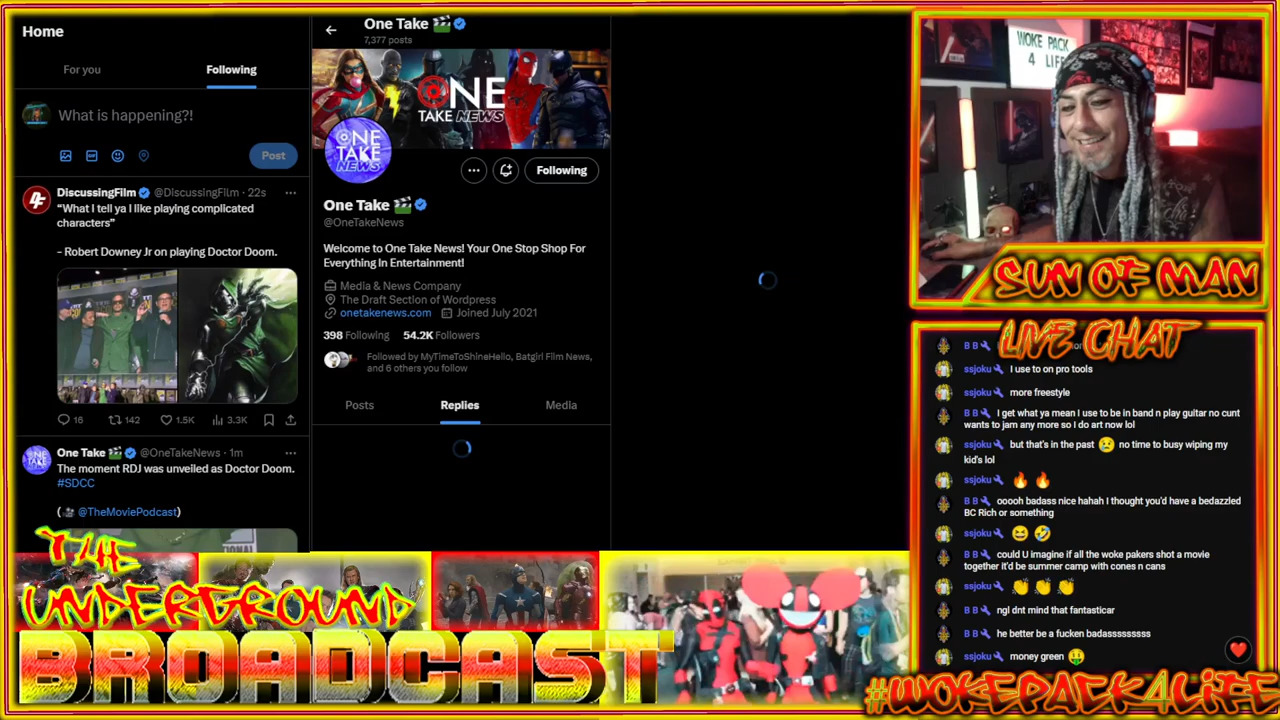 Home
For you
Following
What is happening?!
Post
DiscussingFilm @DiscussingFilm · 22s
“What I tell ya I like playing complicated
characters”
– Robert Downey Jr on playing Doctor Doom.
16
142
1.5K
3.3K
One Take @OneTakeNews · 1m
The moment RDJ was unveiled as Doctor Doom.
#SDCC
( @TheMoviePodcast)
One Take
7,377 posts
ONE
TAKE NEWS
ONE
TAKE
NEWS
Following
One Take
@OneTakeNews
Welcome to One Take News! Your One Stop Shop For
Everything In Entertainment!
Media & News Company
The Draft Section of Wordpress
onetakenews.com
Joined July 2021
398 Following
54.2K Followers
Followed by MyTimeToShineHello, Batgirl Film News,
and 6 others you follow
Posts
Replies
Media
WOKE PACK
4 LIFE
SUN OF MAN
LIVE CHAT
B B
ssjoku I use to on pro tools
ssjoku more freestyle
B B I get what ya mean I use to be in band n play guitar no cunt
wants to jam any more so I do art now lol
ssjoku but that's in the past 😢 no time to busy wiping my
kid's lol
ssjoku 🔥 🔥
B B ooooh badass nice hahah I thought you'd have a bedazzled
BC Rich or something
ssjoku 😆 🤣
B B could U imagine if all the woke pakers shot a movie
together it'd be summer camp with cones n cans
ssjoku 👏 👏 👏
B B ngl dnt mind that fantasticar
B B he better be a fucken badasssssssss
ssjoku money green 🤑
THE
UNDERGROUND
BROADCAST
#WOKEPACK4LIFE